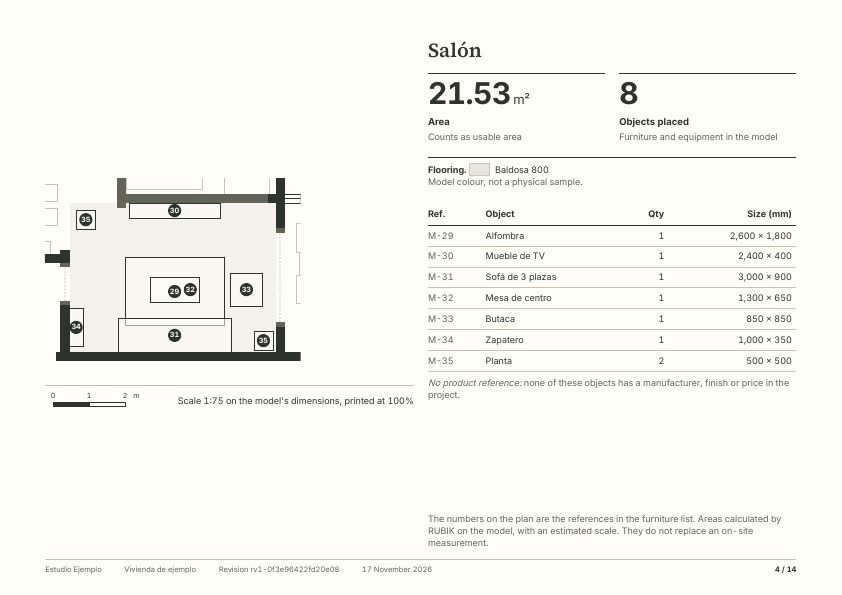 Salón
21.53 m²
Area
Counts as usable area
8
Objects placed
Furniture and equipment in the model
Flooring. Baldosa 800
Model colour, not a physical sample.
Ref. Object Qty Size (mm)
M-29 Alfombra 1 2,600 × 1,800
M-30 Mueble de TV 1 2,400 × 400
M-31 Sofá de 3 plazas 1 3,000 × 900
M-32 Mesa de centro 1 1,300 × 650
M-33 Butaca 1 850 × 850
M-34 Zapatero 1 1,000 × 350
M-35 Planta 2 500 × 500
No product reference: none of these objects has a manufacturer, finish or price in the
project.
30
35
29 32 33
34
31
35
0 1 2 m
Scale 1:75 on the model's dimensions, printed at 100%
The numbers on the plan are the references in the furniture list. Areas calculated by
RUBIK on the model, with an estimated scale. They do not replace an on-site
measurement.
Estudio Ejemplo Vivienda de ejemplo Revision rv1-0f3e96422fd20e08 17 November 2026 4 / 14